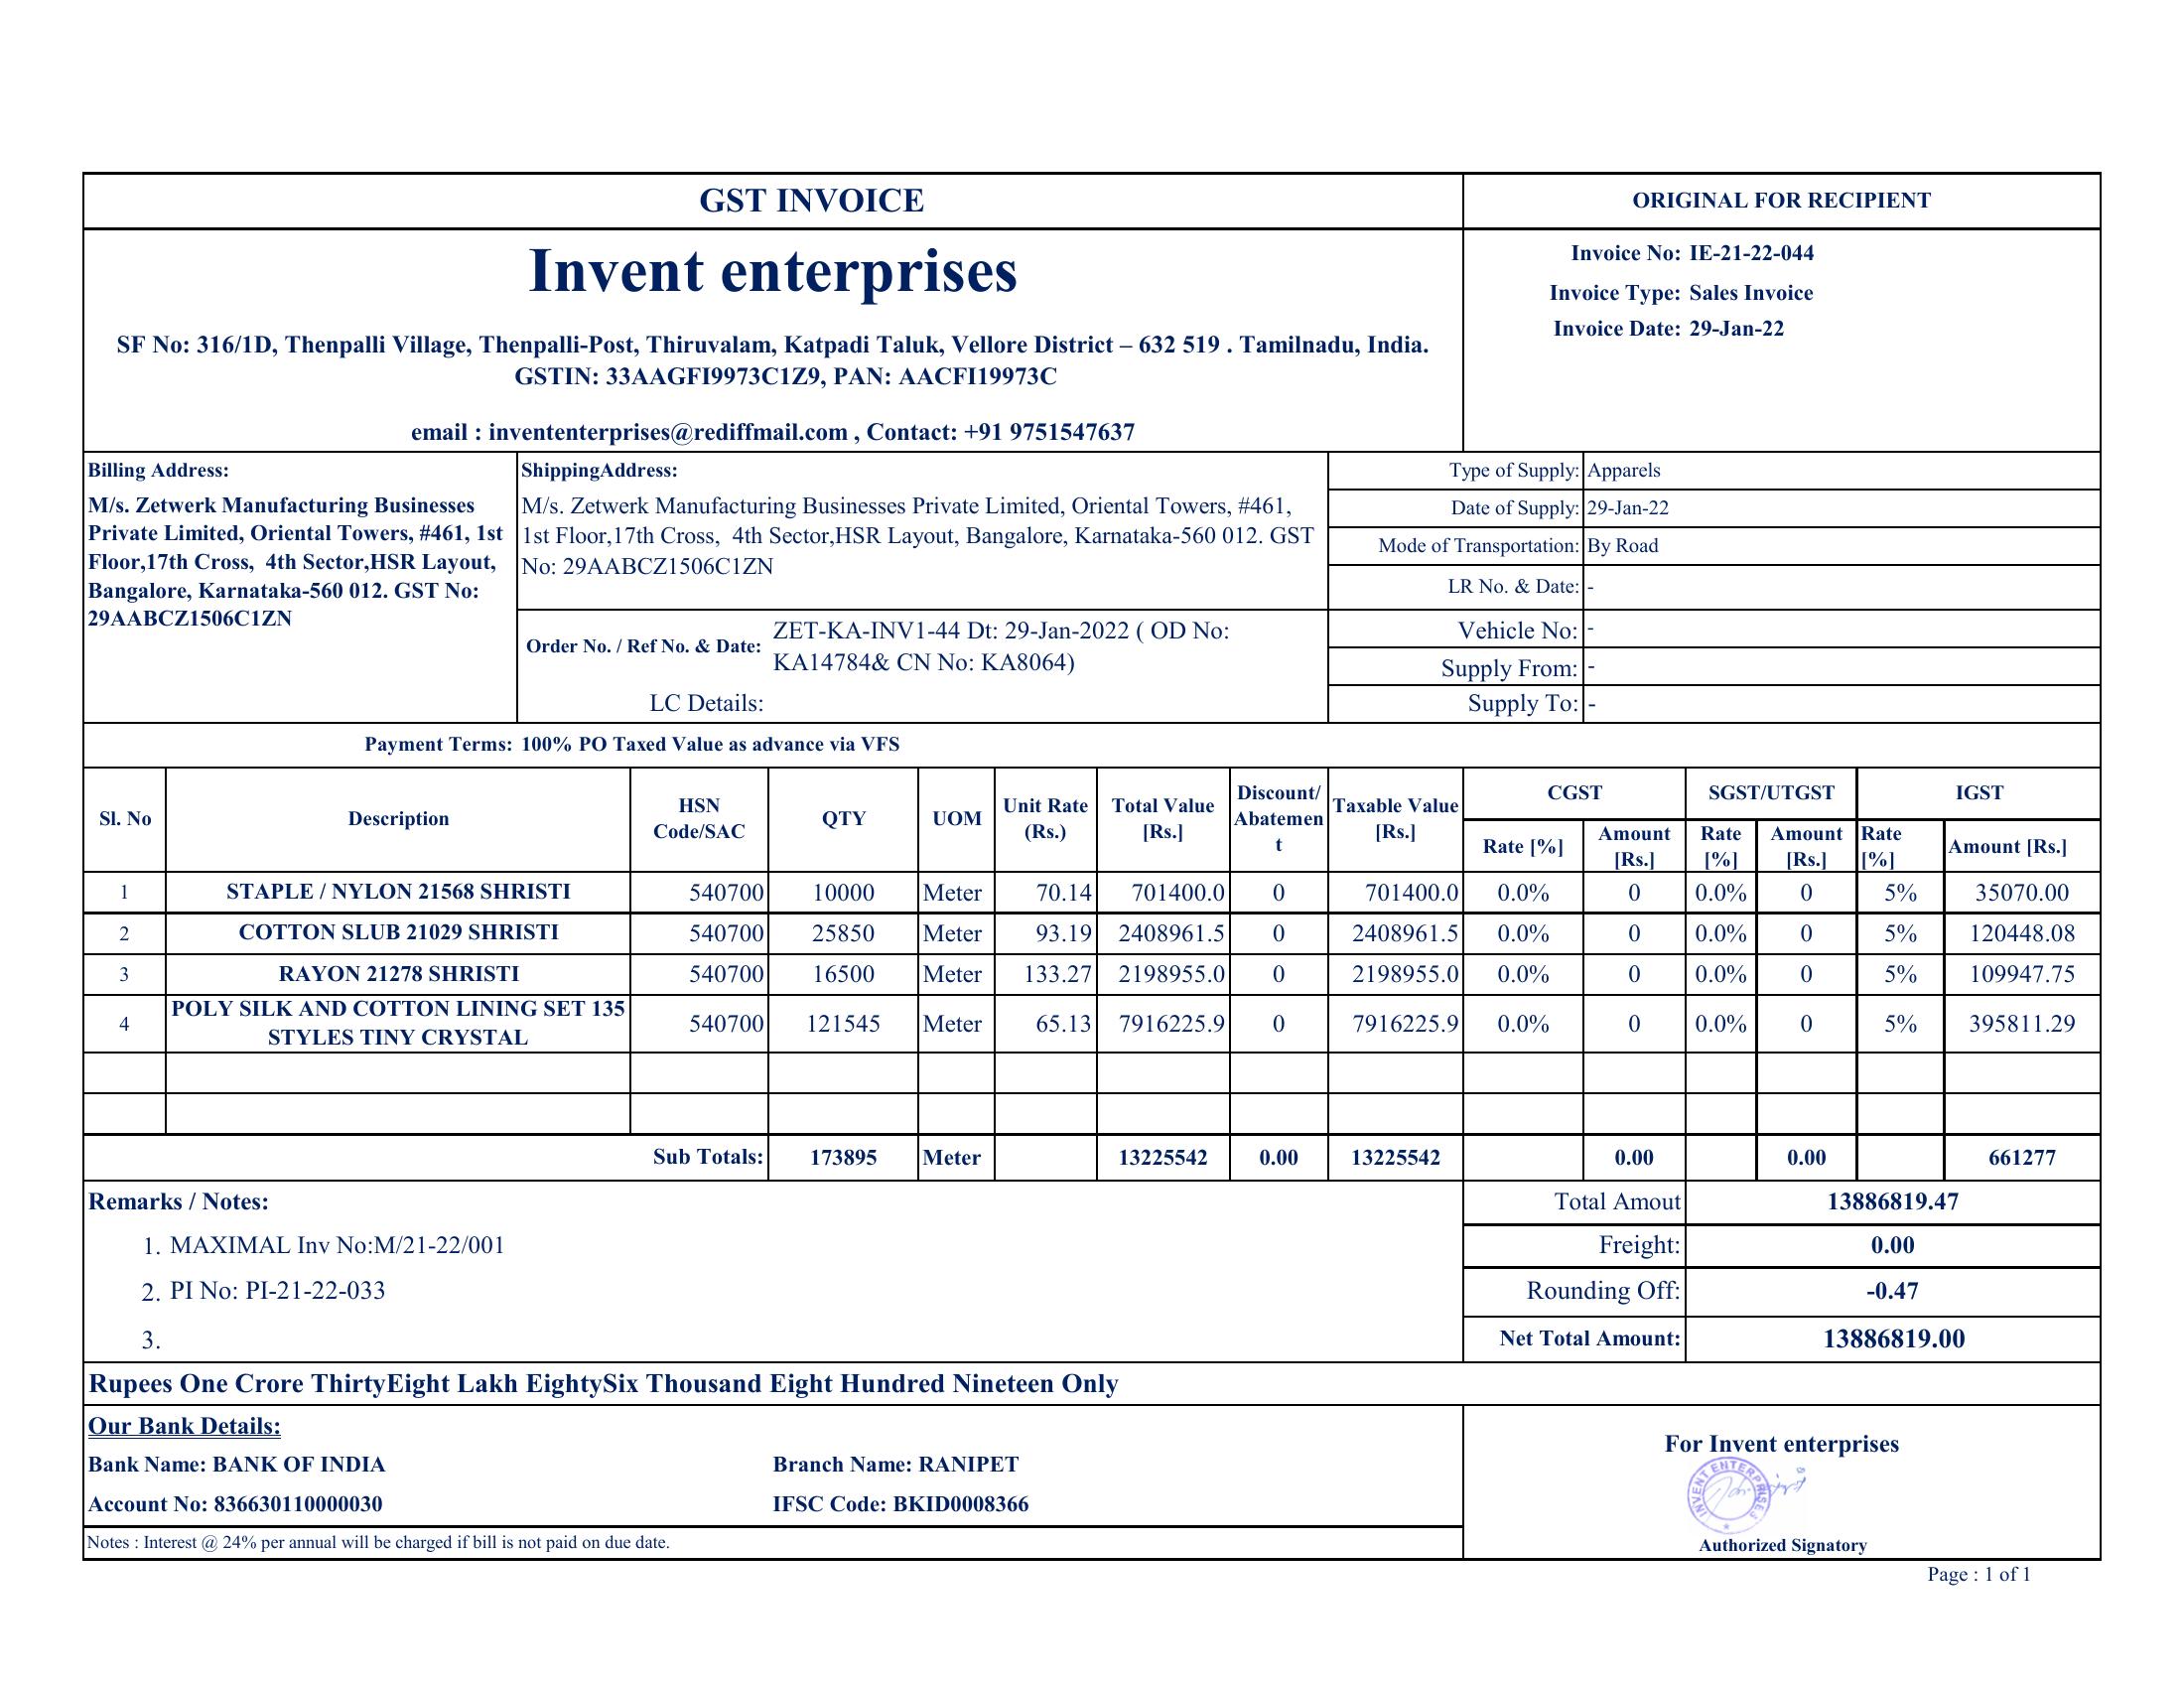 GST INVOICE
ORIGINAL FOR RECIPIENT
Invent enterprises
SF No: 316/1D, Thenpalli Village, Thenpalli-Post, Thiruvalam, Katpadi Taluk, Vellore District – 632 519 . Tamilnadu, India.
GSTIN: 33AAGFI9973C1Z9, PAN: AACFI19973C
email : invententerprises@rediffmail.com , Contact: +91 9751547637
Invoice No: IE-21-22-044
Invoice Type: Sales Invoice
Invoice Date: 29-Jan-22
Billing Address:
M/s. Zetwerk Manufacturing Businesses
Private Limited, Oriental Towers, #461, 1st
Floor,17th Cross,  4th Sector,HSR Layout,
Bangalore, Karnataka-560 012. GST No:
29AABCZ1506C1ZN
ShippingAddress:
M/s. Zetwerk Manufacturing Businesses Private Limited, Oriental Towers, #461,
1st Floor,17th Cross,  4th Sector,HSR Layout, Bangalore, Karnataka-560 012. GST
No: 29AABCZ1506C1ZN
Order No. / Ref No. & Date: ZET-KA-INV1-44 Dt: 29-Jan-2022 ( OD No:
KA14784& CN No: KA8064)
LC Details:
Type of Supply: Apparels
Date of Supply: 29-Jan-22
Mode of Transportation: By Road
LR No. & Date: -
Vehicle No: -
Supply From: -
Supply To: -
Payment Terms: 100% PO Taxed Value as advance via VFS
Sl. No Description HSN Code/SAC QTY UOM Unit Rate (Rs.) Total Value [Rs.] Discount/ Abatemen t Taxable Value [Rs.] CGST SGST/UTGST IGST
Rate [%] Amount [Rs.] Rate [%] Amount [Rs.] Rate [%] Amount [Rs.]
1 STAPLE / NYLON 21568 SHRISTI 540700 10000 Meter 70.14 701400.0 0 701400.0 0.0% 0 0.0% 0 5% 35070.00
2 COTTON SLUB 21029 SHRISTI 540700 25850 Meter 93.19 2408961.5 0 2408961.5 0.0% 0 0.0% 0 5% 120448.08
3 RAYON 21278 SHRISTI 540700 16500 Meter 133.27 2198955.0 0 2198955.0 0.0% 0 0.0% 0 5% 109947.75
4 POLY SILK AND COTTON LINING SET 135
STYLES TINY CRYSTAL 540700 121545 Meter 65.13 7916225.9 0 7916225.9 0.0% 0 0.0% 0 5% 395811.29
Sub Totals: 173895 Meter 13225542 0.00 13225542 0.00 0.00 661277
Remarks / Notes:
1. MAXIMAL Inv No:M/21-22/001
2. PI No: PI-21-22-033
3.
Total Amout 13886819.47
Freight: 0.00
Rounding Off: -0.47
Net Total Amount: 13886819.00
Rupees One Crore ThirtyEight Lakh EightySix Thousand Eight Hundred Nineteen Only
Our Bank Details:
Bank Name: BANK OF INDIA Branch Name: RANIPET
Account No: 836630110000030 IFSC Code: BKID0008366
Notes : Interest @ 24% per annual will be charged if bill is not paid on due date.
For Invent enterprises
INVENT ENTERPRISES
Authorized Signatory
Page : 1 of 1